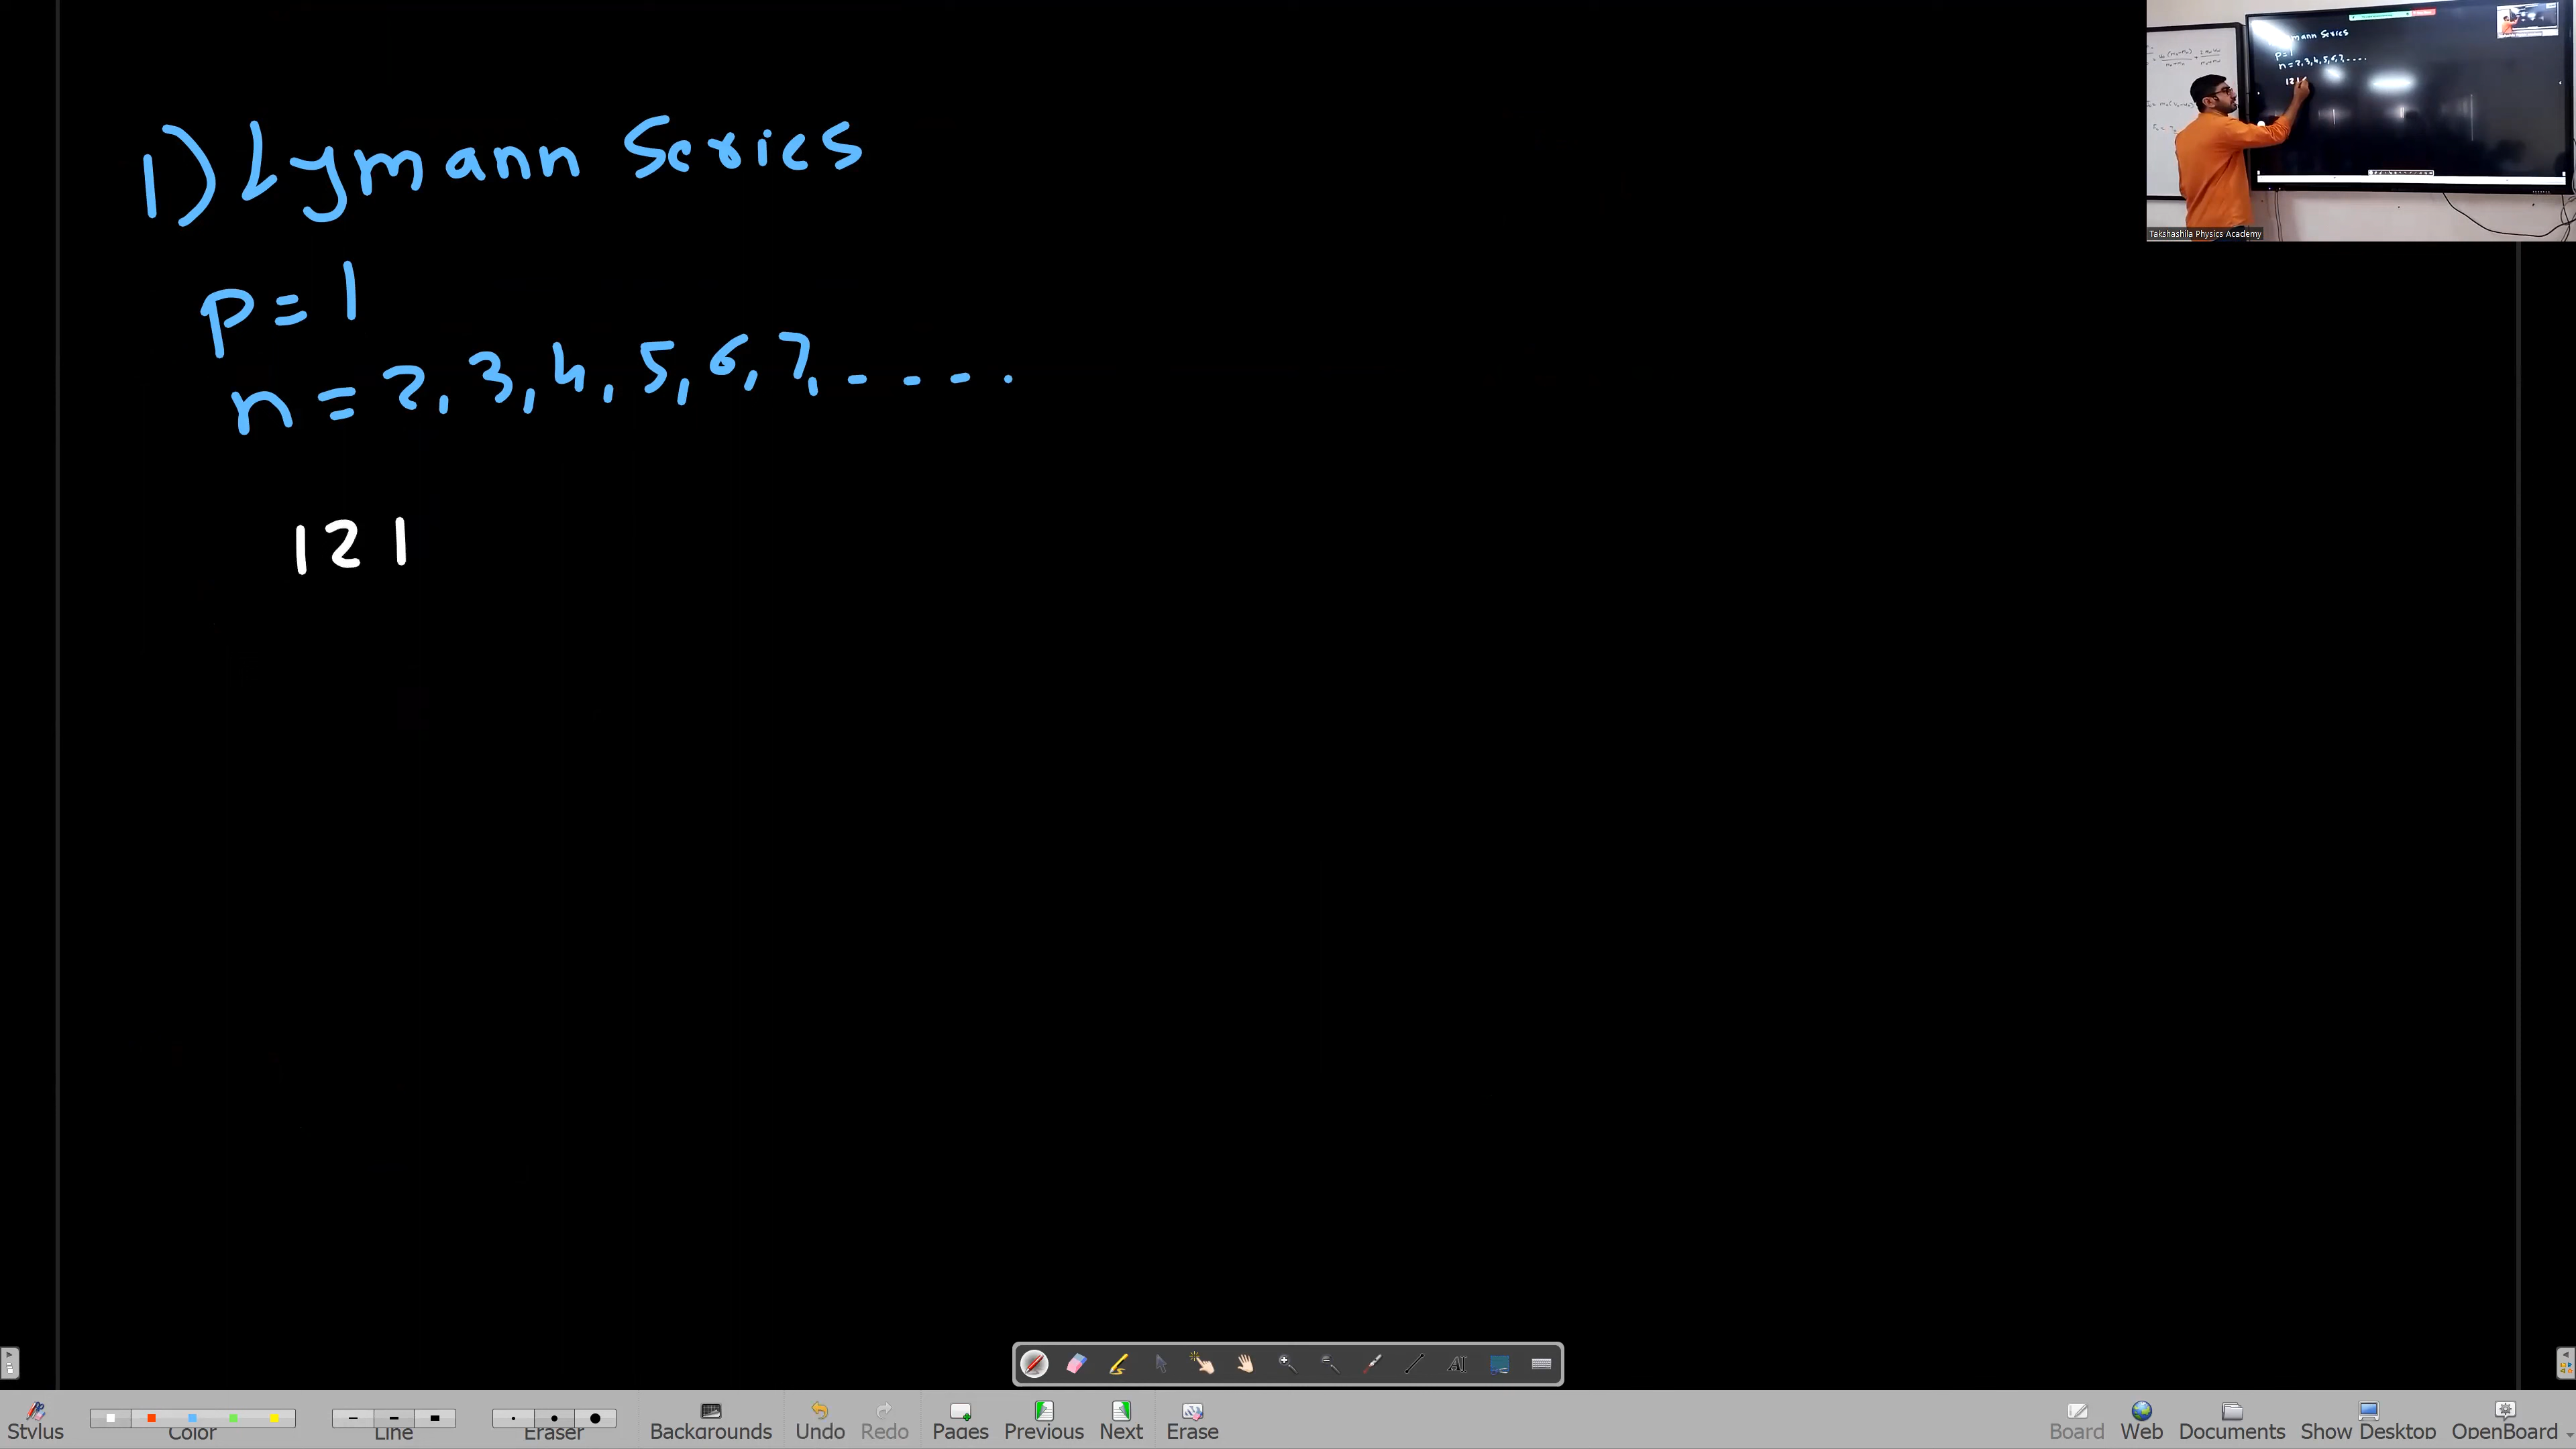 1) Lymann Series
p = 1
n = 2, 3, 4, 5, 6, 7, - - - .
121
Takshashila Physics Academy
Stylus
Color
Line
Eraser
Backgrounds
Undo
Redo
Pages
Previous
Next
Erase
Board
Web
Documents
Show Desktop
OpenBoard